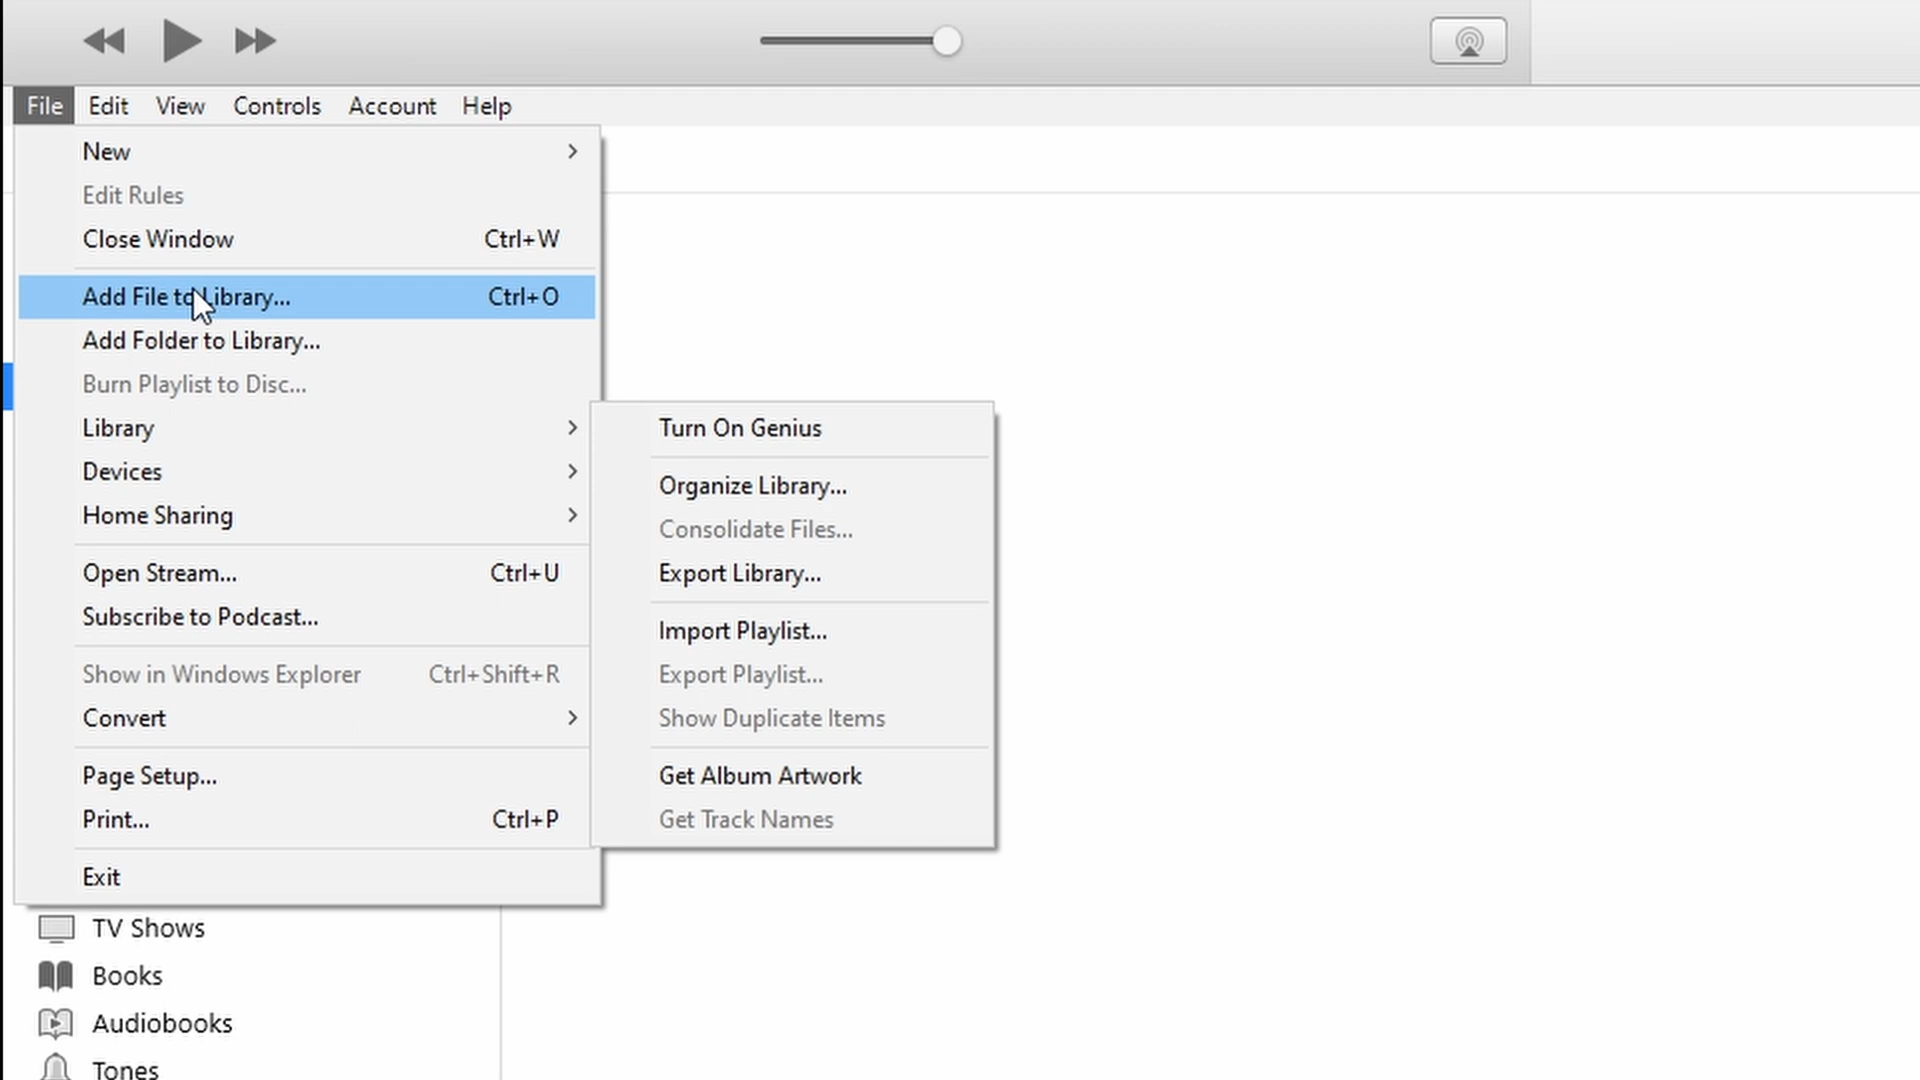 File Edit View Controls Account Help
New
Edit Rules
Close Window Ctrl+W
Add File to Library... Ctrl+O
Add Folder to Library...
Burn Playlist to Disc...
Library
Devices
Home Sharing
Open Stream... Ctrl+U
Subscribe to Podcast...
Show in Windows Explorer Ctrl+Shift+R
Convert
Page Setup...
Print... Ctrl+P
Exit
Turn On Genius
Organize Library...
Consolidate Files...
Export Library...
Import Playlist...
Export Playlist...
Show Duplicate Items
Get Album Artwork
Get Track Names
TV Shows
Books
Audiobooks
Tones